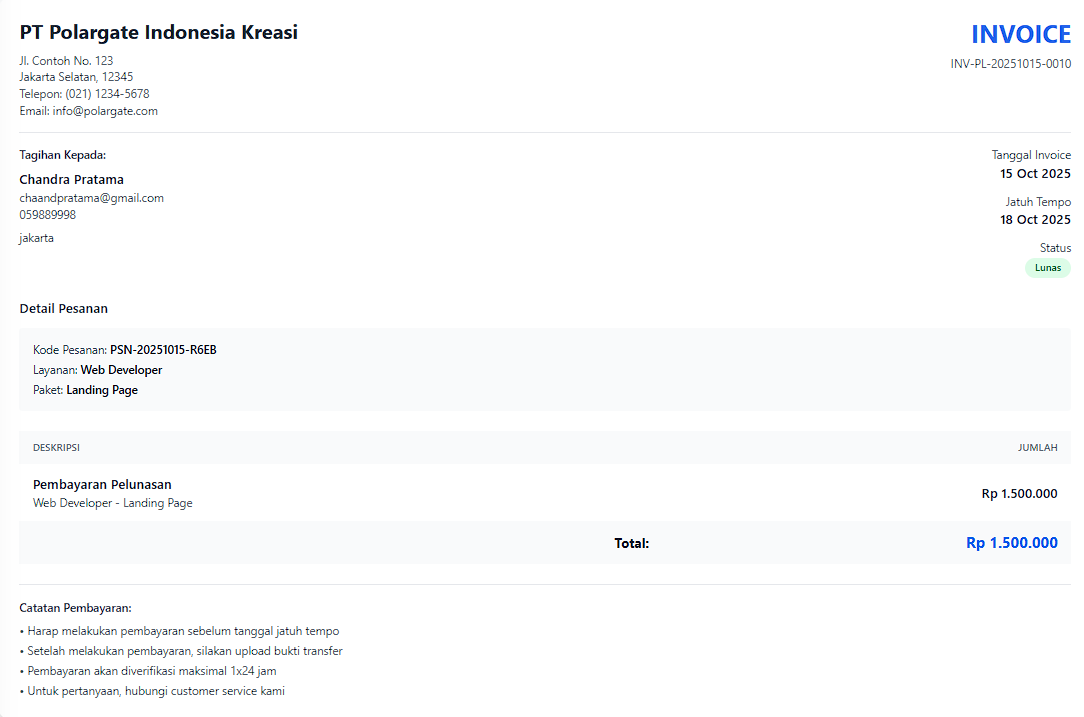 PT Polargate Indonesia Kreasi
Jl. Contoh No. 123
Jakarta Selatan, 12345
Telepon: (021) 1234-5678
Email: info@polargate.com
INVOICE
INV-PL-20251015-0010
Tagihan Kepada:
Chandra Pratama
chaandpratama@gmail.com
059889998
jakarta
Tanggal Invoice
15 Oct 2025
Jatuh Tempo
18 Oct 2025
Status
Lunas
Detail Pesanan
Kode Pesanan: PSN-20251015-R6EB
Layanan: Web Developer
Paket: Landing Page
DESKRIPSI JUMLAH
Pembayaran Pelunasan
Web Developer - Landing Page
Rp 1.500.000
Total: Rp 1.500.000
Catatan Pembayaran:
• Harap melakukan pembayaran sebelum tanggal jatuh tempo
• Setelah melakukan pembayaran, silakan upload bukti transfer
• Pembayaran akan diverifikasi maksimal 1x24 jam
• Untuk pertanyaan, hubungi customer service kami